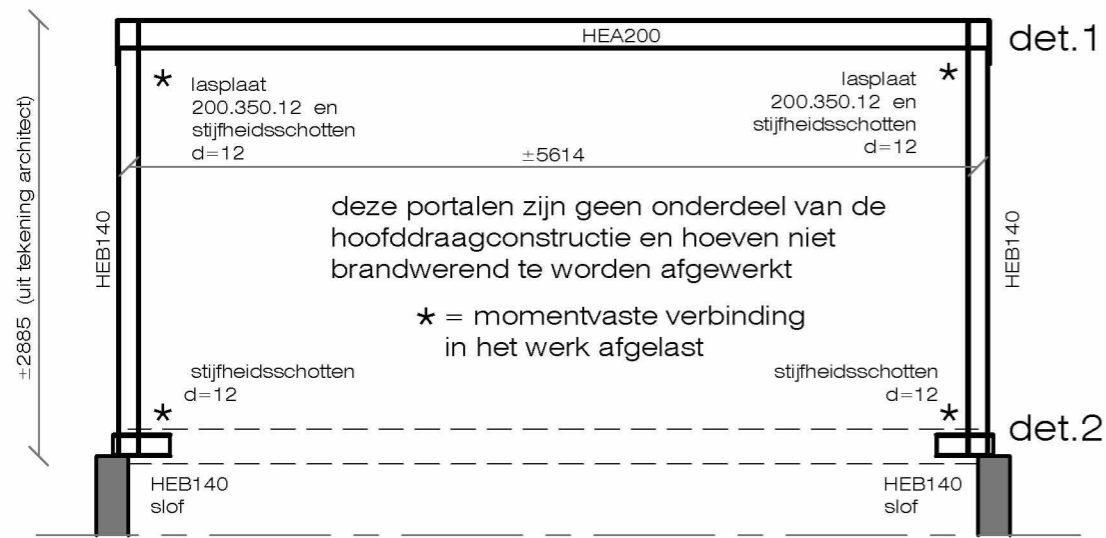 HEA200
det.1
lasplaat
200.350.12 en
stijfheidsschotten
d=12
lasplaat
200.350.12 en
stijfheidsschotten
d=12
±5614
±2885 (uit tekening architect)
HEB140
HEB140
deze portalen zijn geen onderdeel van de
hoofddraagconstructie en hoeven niet
brandwerend te worden afgewerkt
* = momentvaste verbinding
in het werk afgelast
stijfheidsschotten
d=12
stijfheidsschotten
d=12
det.2
HEB140
slof
HEB140
slof